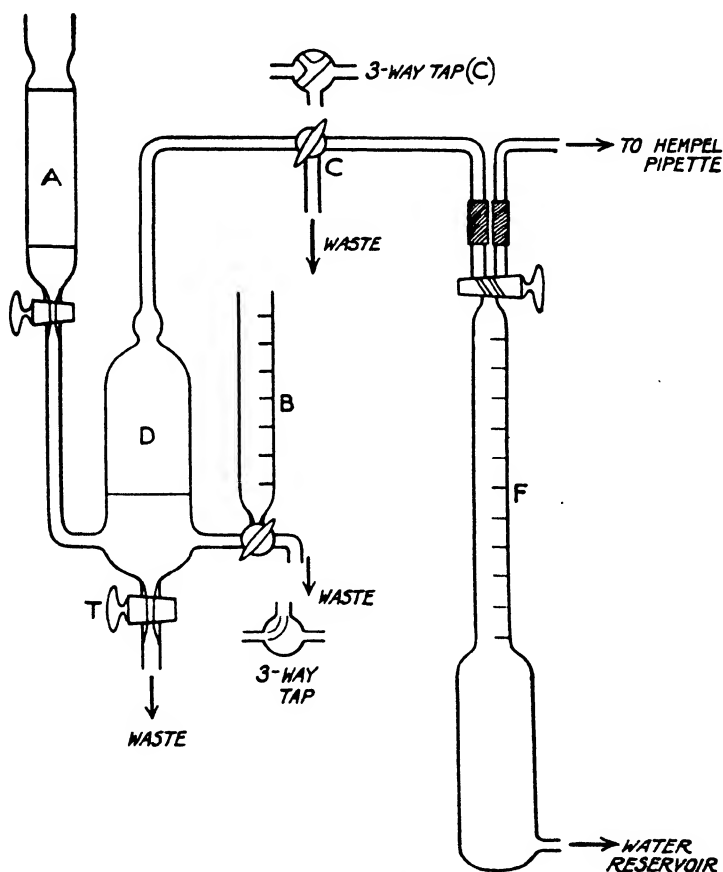 3-WAY TAP (C)
A
C
TO HEMPEL
PIPETTE
WASTE
B
D
F
T
WASTE
3-WAY
TAP
WASTE
WATER
RESERVOIR